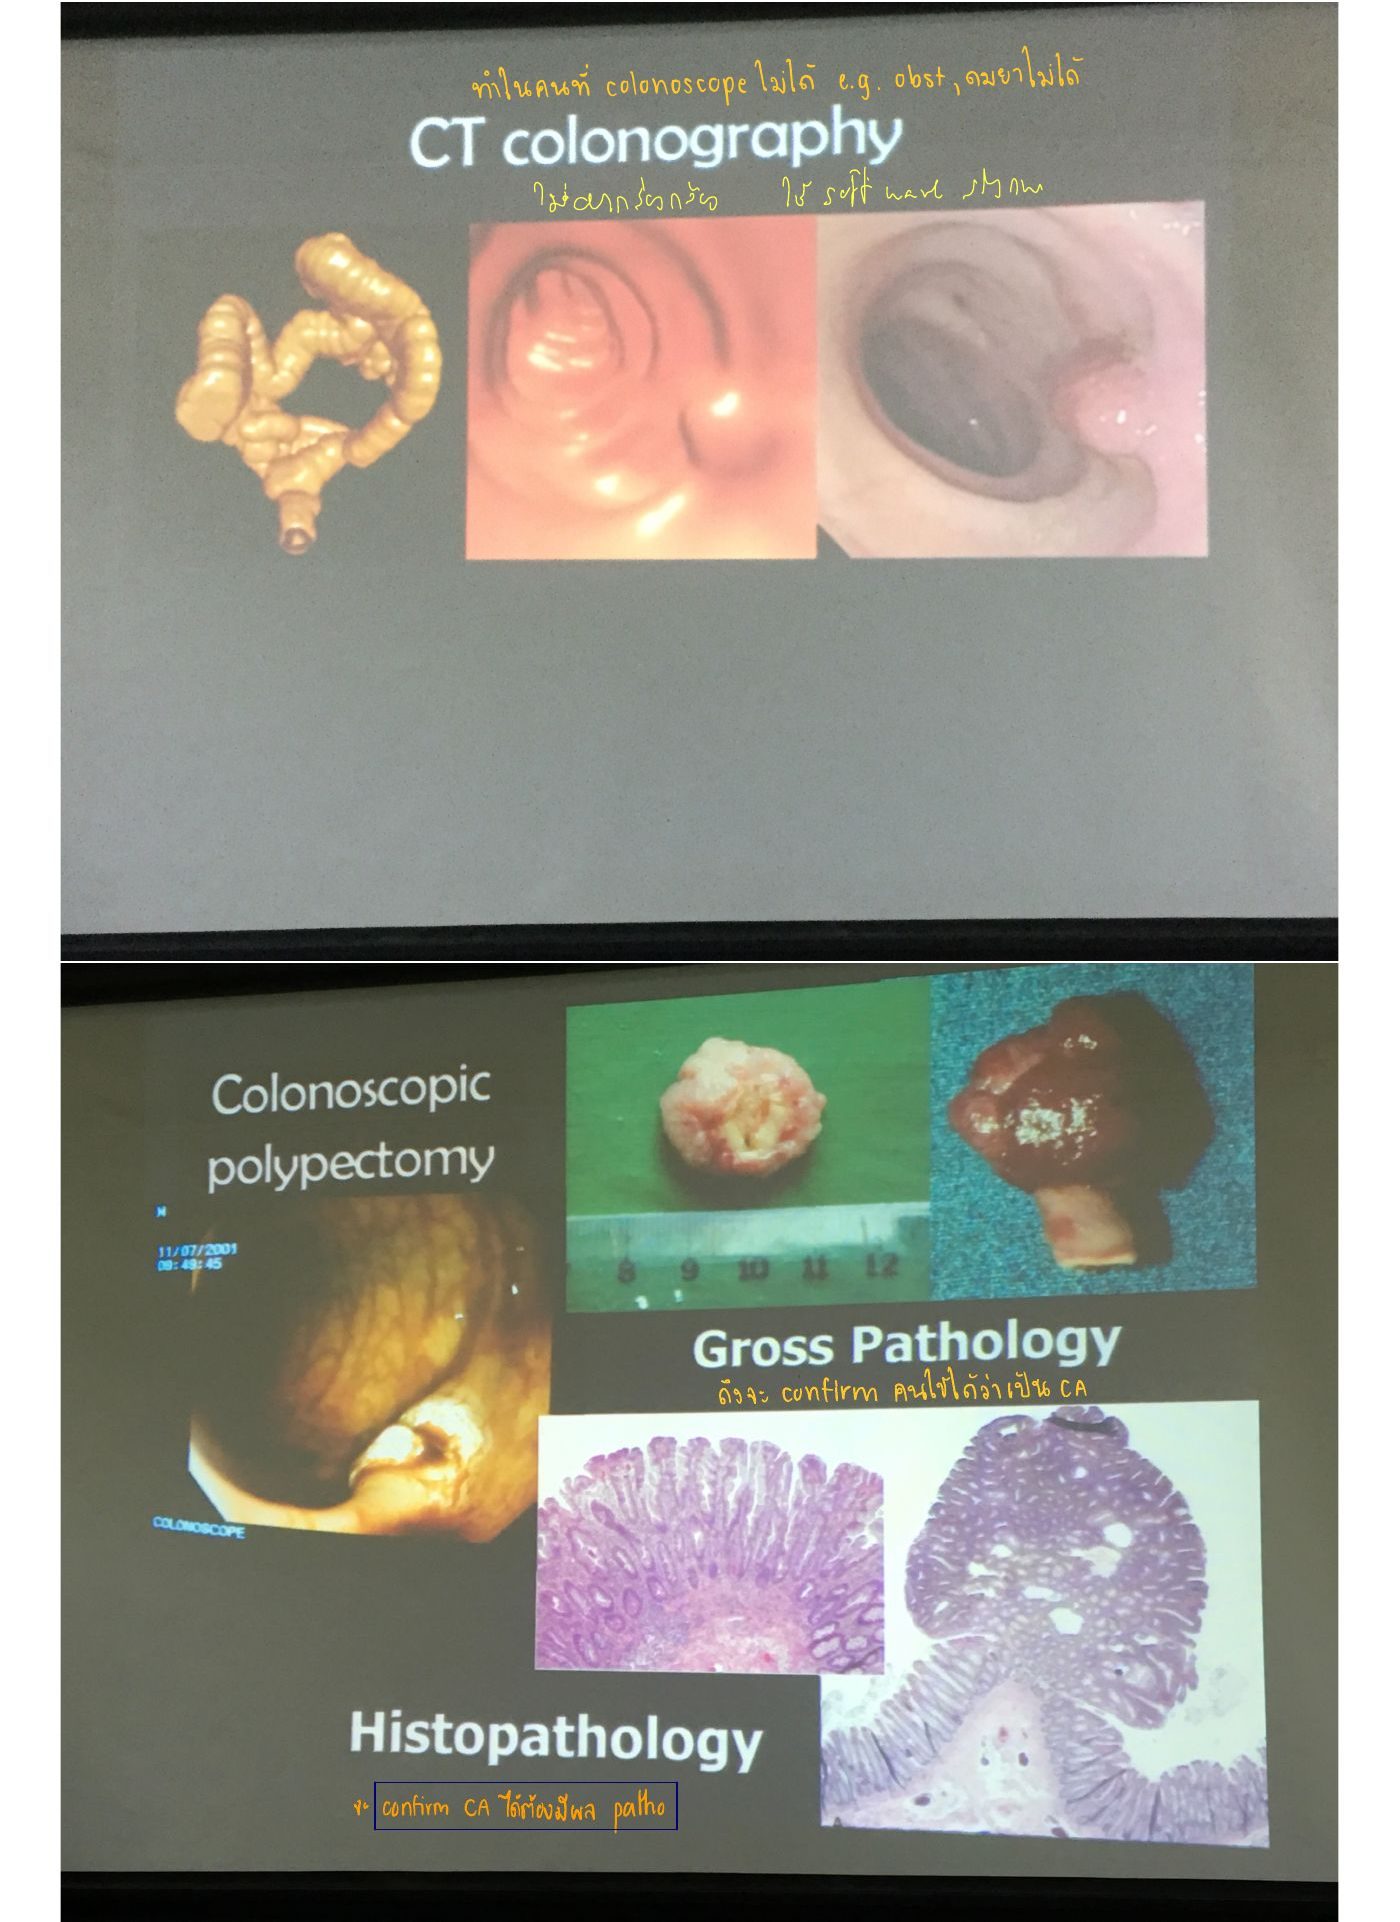 ทำในคนที่ colonoscope ไม่ได้ e.g. obst, ดมยาไม่ได้
CT colonography
ใช้ soft ware
Colonoscopic
polypectomy
11/07/2001
09:49:45
COLONOSCOPE
8 9 10 11 12
Gross Pathology
ถึงจะ confirm คนไข้ได้ว่าเป็น CA
Histopathology
จะ confirm CA ได้ต้องมีผล patho